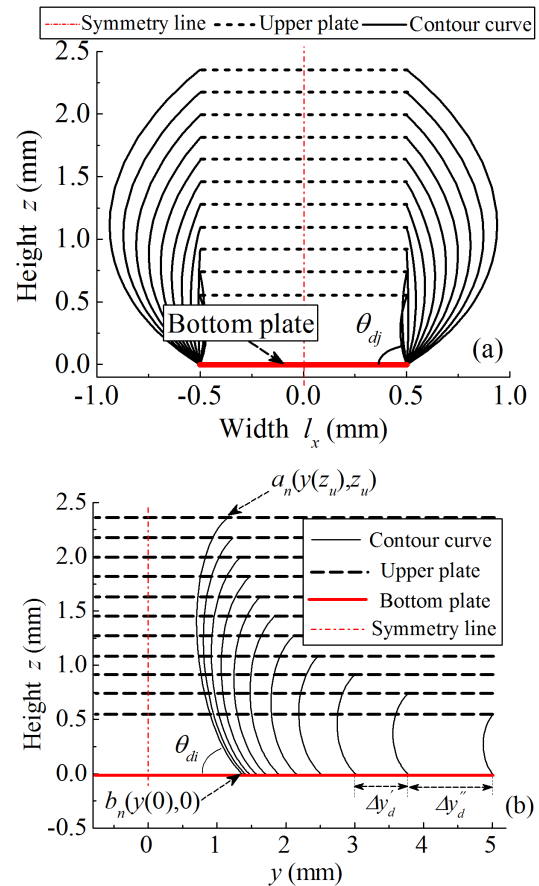 Symmetry line Upper plate Contour curve
2.5
2.0
1.5
1.0
0.5
0.0
Height z (mm)
Bottom plate
θdj
(a)
-1.0 -0.5 0.0 0.5 1.0
Width lx (mm)
an(y(zu),zu)
2.5
2.0
1.5
1.0
0.5
0.0
-0.5
Height z (mm)
Contour curve
Upper plate
Bottom plate
Symmetry line
θdi
bn(y(0),0)
Δy'd Δy''d
(b)
0 1 2 3 4 5
y (mm)